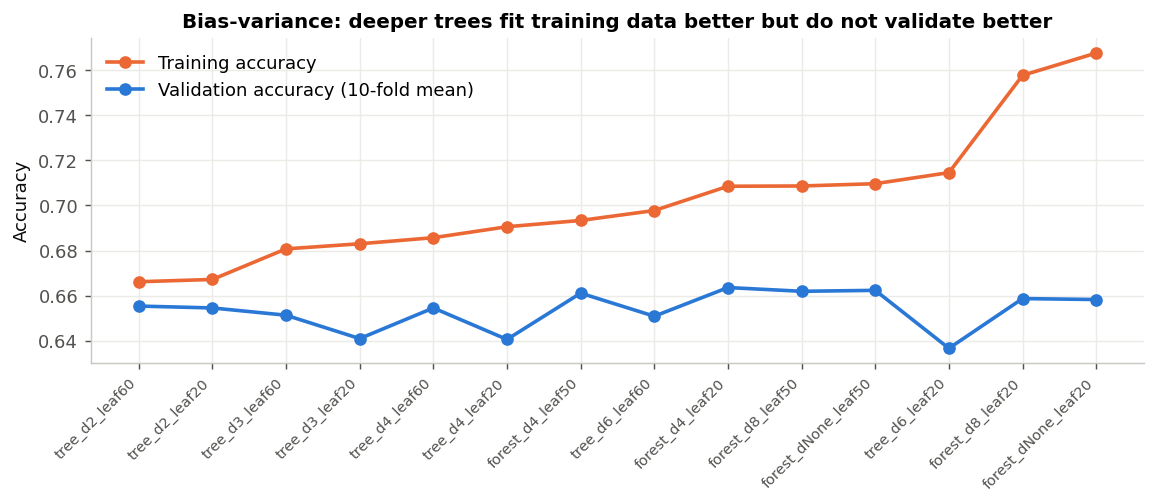 Bias-variance: deeper trees fit training data better but do not validate better
Training accuracy
Validation accuracy (10-fold mean)
Accuracy
0.76
0.74
0.72
0.70
0.68
0.66
0.64
tree_d2_leaf60
tree_d2_leaf20
tree_d3_leaf60
tree_d3_leaf20
tree_d4_leaf60
tree_d4_leaf20
forest_d4_leaf50
tree_d6_leaf60
forest_d4_leaf20
forest_d8_leaf50
forest_dNone_leaf50
tree_d6_leaf20
forest_d8_leaf20
forest_dNone_leaf20